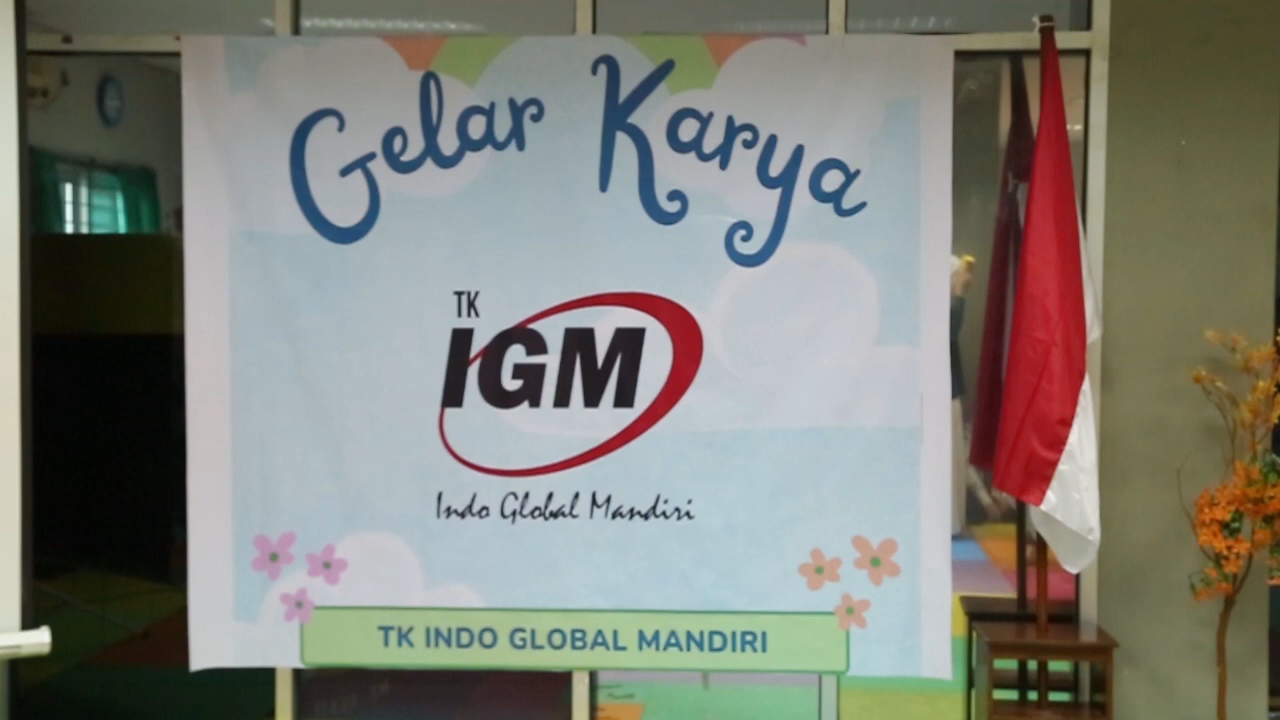 Gelar Karya
TK
IGM
Indo Global Mandiri
TK INDO GLOBAL MANDIRI